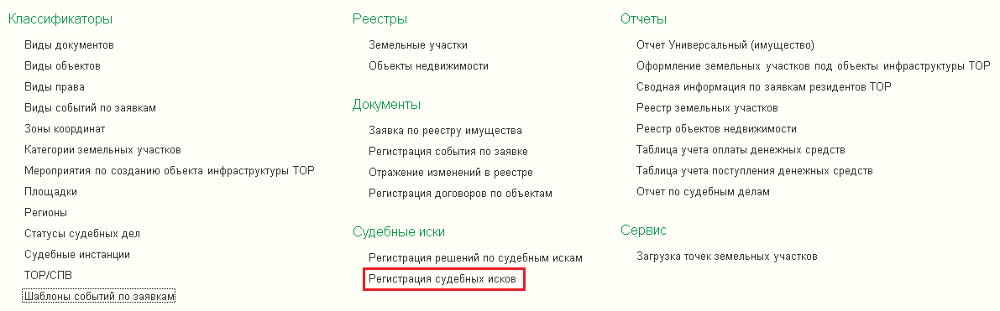 Классификаторы
Виды документов
Виды объектов
Виды права
Виды событий по заявкам
Зоны координат
Категории земельных участков
Мероприятия по созданию объекта инфраструктуры ТОР
Площадки
Регионы
Статусы судебных дел
Судебные инстанции
ТОР/СПВ
Шаблоны событий по заявкам
Реестры
Земельные участки
Объекты недвижимости
Документы
Заявка по реестру имущества
Регистрация события по заявке
Отражение изменений в реестре
Регистрация договоров по объектам
Судебные иски
Регистрация решений по судебным искам
Регистрация судебных исков
Отчеты
Отчет Универсальный (имущество)
Оформление земельных участков под объекты инфраструктуры ТОР
Сводная информация по заявкам резидентов ТОР
Реестр земельных участков
Реестр объектов недвижимости
Таблица учета оплаты денежных средств
Таблица учета поступления денежных средств
Отчет по судебным делам
Сервис
Загрузка точек земельных участков